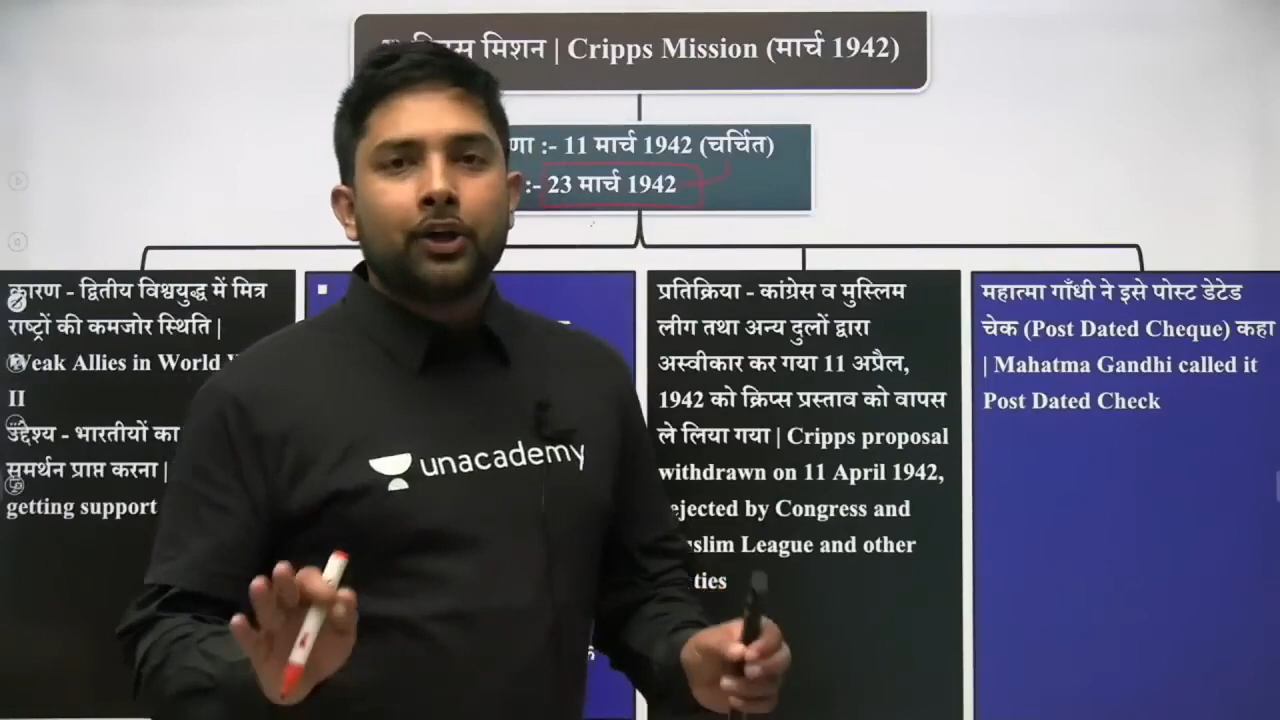 मिशन | Cripps Mission (मार्च 1942)
:- 11 मार्च 1942 (चर्चित)
:- 23 मार्च 1942
कारण - द्वितीय विश्वयुद्ध में मित्र
राष्ट्रों की कमजोर स्थिति |
Weak Allies in World
II
उद्देश्य - भारतीयों का
समर्थन प्राप्त करना |
getting support
प्रतिक्रिया - कांग्रेस व मुस्लिम
लीग तथा अन्य दलों द्वारा
अस्वीकार कर गया 11 अप्रैल,
1942 को क्रिप्स प्रस्ताव को वापस
ले लिया गया | Cripps proposal
withdrawn on 11 April 1942,
ejected by Congress and
uslim League and other
ties
महात्मा गाँधी ने इसे पोस्ट डेटेड
चेक (Post Dated Cheque) कहा
| Mahatma Gandhi called it
Post Dated Check
unacademy